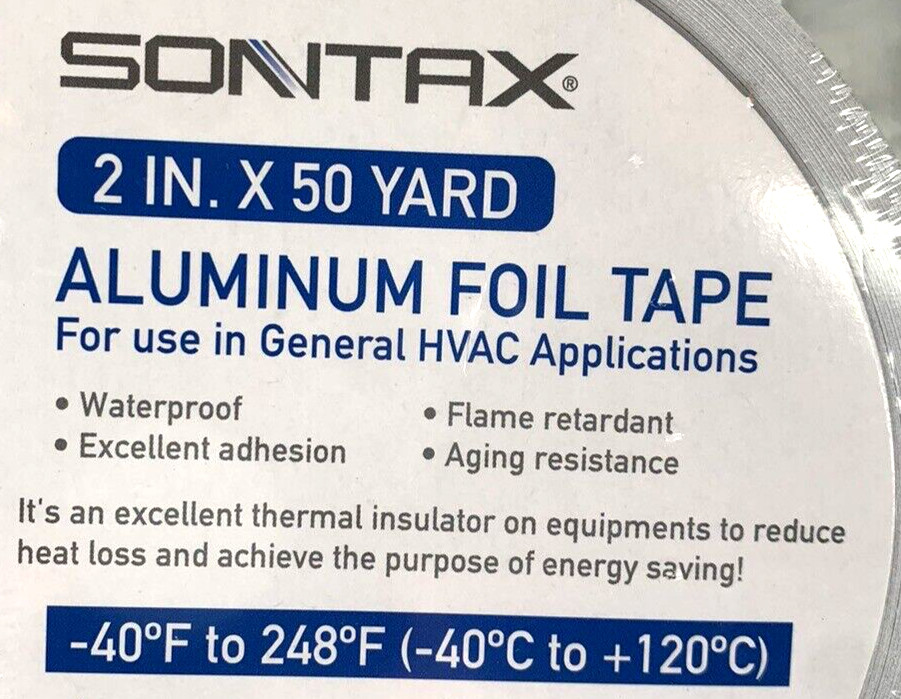 SONTAX®
2 IN. X 50 YARD
ALUMINUM FOIL TAPE
For use in General HVAC Applications
• Waterproof • Flame retardant
• Excellent adhesion • Aging resistance
It's an excellent thermal insulator on equipments to reduce
heat loss and achieve the purpose of energy saving!
-40°F to 248°F (-40°C to +120°C)